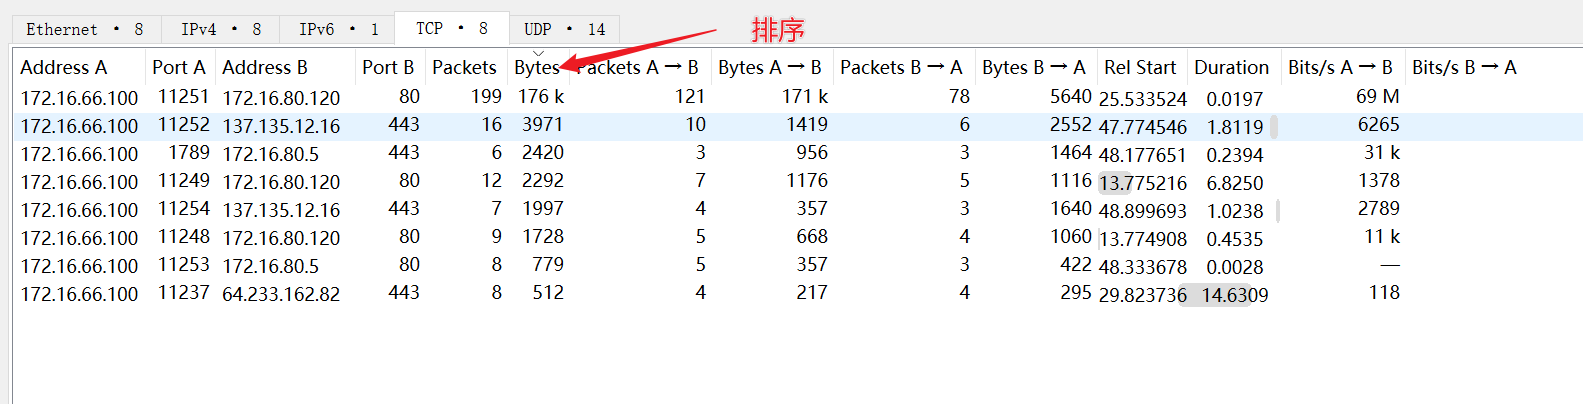 Ethernet · 8 IPv4 · 8 IPv6 · 1 TCP · 8 UDP · 14 排序
Address A Port A Address B Port B Packets Bytes Packets A → B Bytes A → B Packets B → A Bytes B → A Rel Start Duration Bits/s A → B Bits/s B → A
172.16.66.100 11251 172.16.80.120 80 199 176 k 121 171 k 78 5640 25.533524 0.0197 69 M
172.16.66.100 11252 137.135.12.16 443 16 3971 10 1419 6 2552 47.774546 1.8119 6265
172.16.66.100 1789 172.16.80.5 443 6 2420 3 956 3 1464 48.177651 0.2394 31 k
172.16.66.100 11249 172.16.80.120 80 12 2292 7 1176 5 1116 13.775216 6.8250 1378
172.16.66.100 11254 137.135.12.16 443 7 1997 4 357 3 1640 48.899693 1.0238 2789
172.16.66.100 11248 172.16.80.120 80 9 1728 5 668 4 1060 13.774908 0.4535 11 k
172.16.66.100 11253 172.16.80.5 80 8 779 5 357 3 422 48.333678 0.0028 —
172.16.66.100 11237 64.233.162.82 443 8 512 4 217 4 295 29.823736 14.6309 118